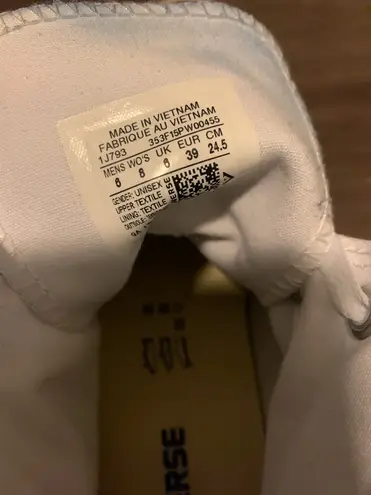 MADE IN VIETNAM
FABRIQUE AU VIETNAM
1J793 353F15PW00455
MENS WO'S UK EUR CM
6 8 6 39 24.5
GENDER: UNISEX
UPPER: TEXTILE
LINING: TEXTILE
ERSE